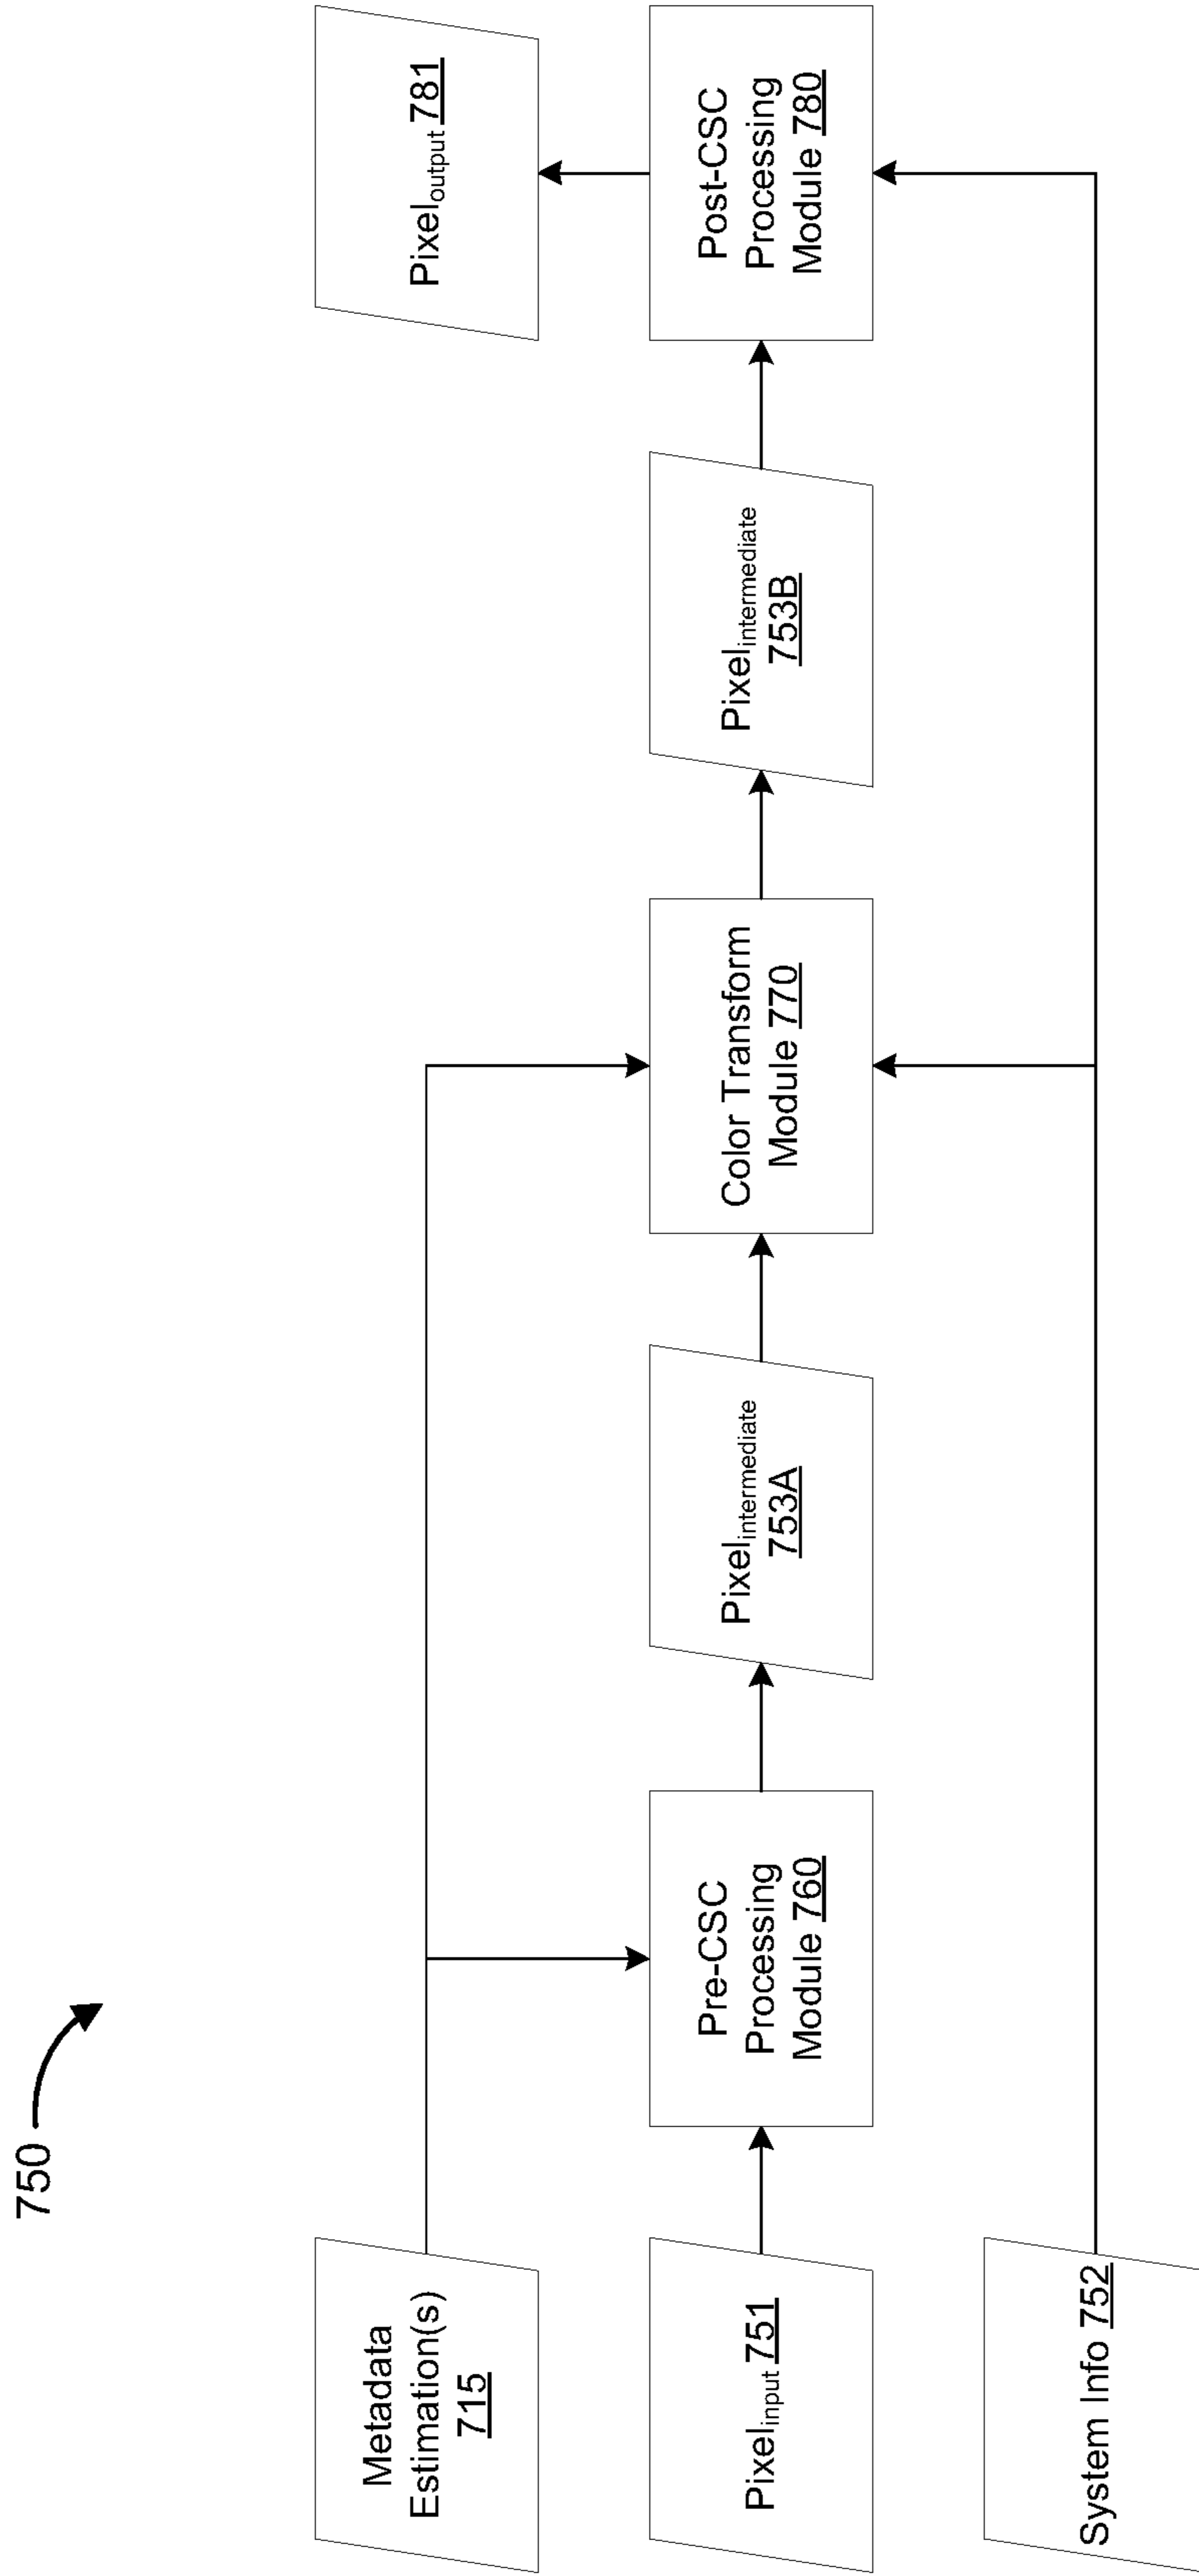 750
Metadata
Estimation(s)
715
Pixelinput 751
System Info 752
Pre-CSC
Processing
Module 760
Pixelintermediate
753A
Color Transform
Module 770
Pixelintermediate
753B
Post-CSC
Processing
Module 780
Pixeloutput 781